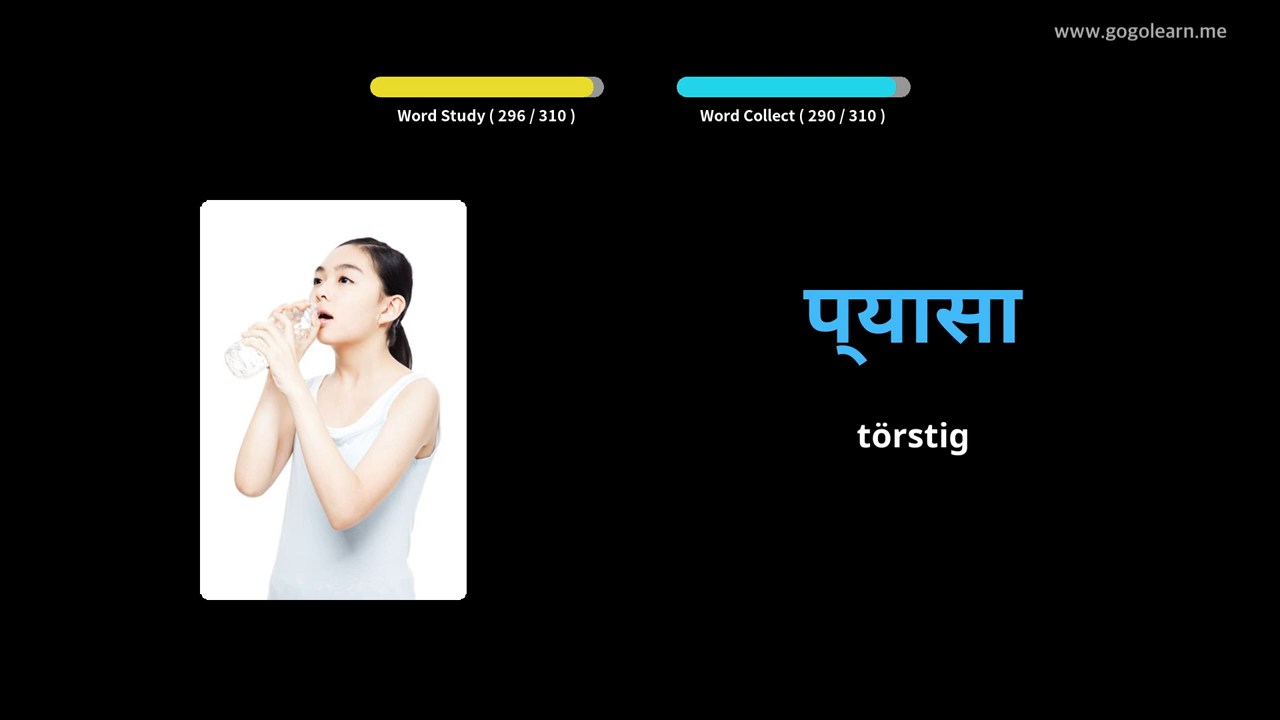 www.gogolearn.me
Word Study ( 296 / 310 )
Word Collect ( 290 / 310 )
प्यासा
törstig